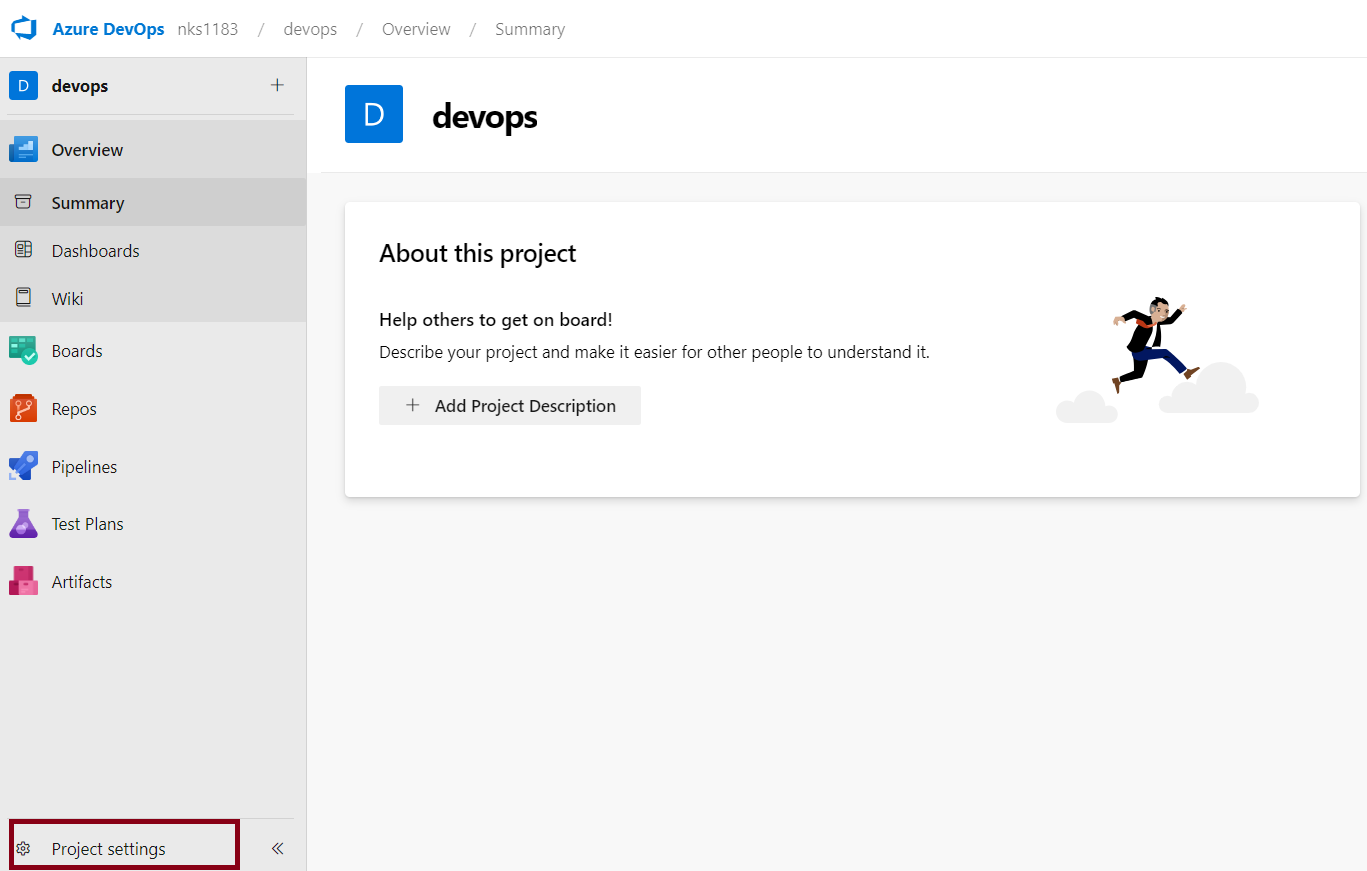 Azure DevOps nks1183 / devops / Overview / Summary
D devops +
Overview
Summary
Dashboards
Wiki
Boards
Repos
Pipelines
Test Plans
Artifacts
Project settings
D devops
About this project
Help others to get on board!
Describe your project and make it easier for other people to understand it.
+ Add Project Description